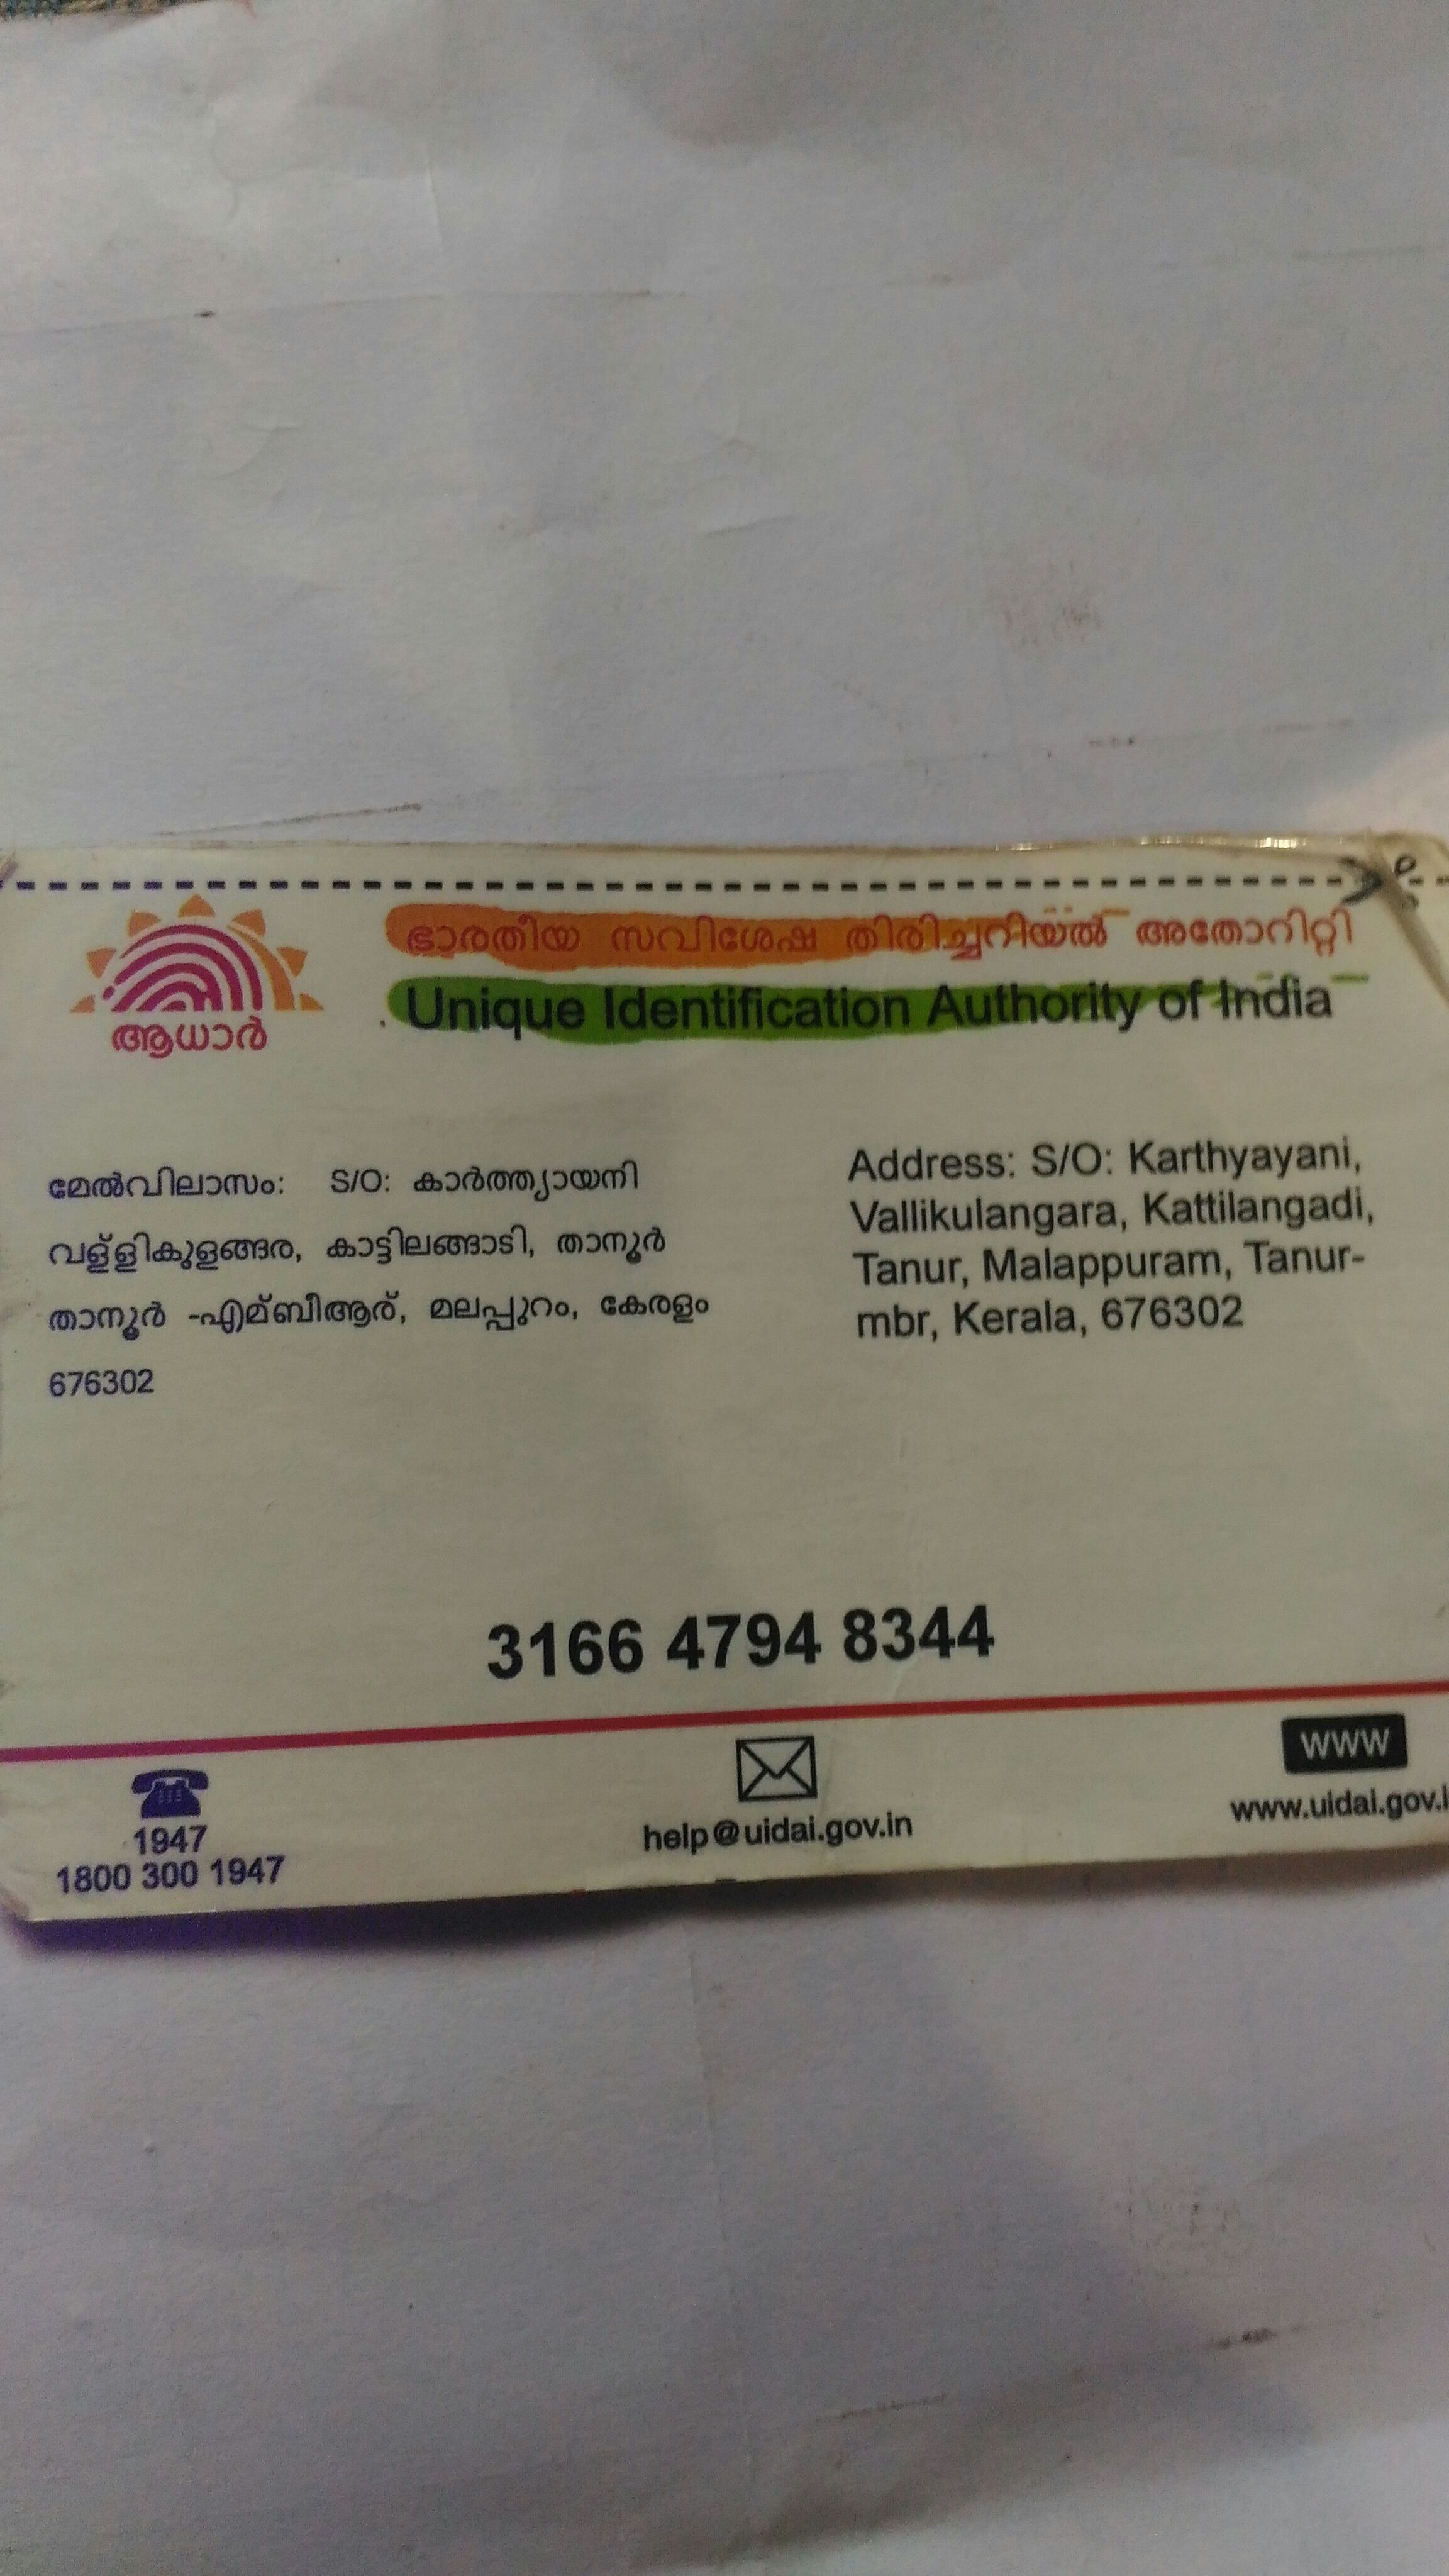 ഭാരതീയ സവിശേഷ തിരിച്ചറിയൽ അതോറിറ്റി
Unique Identification Authority of India
ആധാർ
മേൽവിലാസം: S/O: കാർത്ത്യായനി
വള്ളികുളങ്ങര, കാട്ടിലങ്ങാടി, താനൂർ
താനൂർ -എമ്ബീആര്, മലപ്പുറം, കേരളം
676302
Address: S/O: Karthyayani,
Vallikulangara, Kattilangadi,
Tanur, Malappuram, Tanur-
mbr, Kerala, 676302
3166 4794 8344
1947
1800 300 1947
help@uidai.gov.in
WWW
www.uidai.gov.i